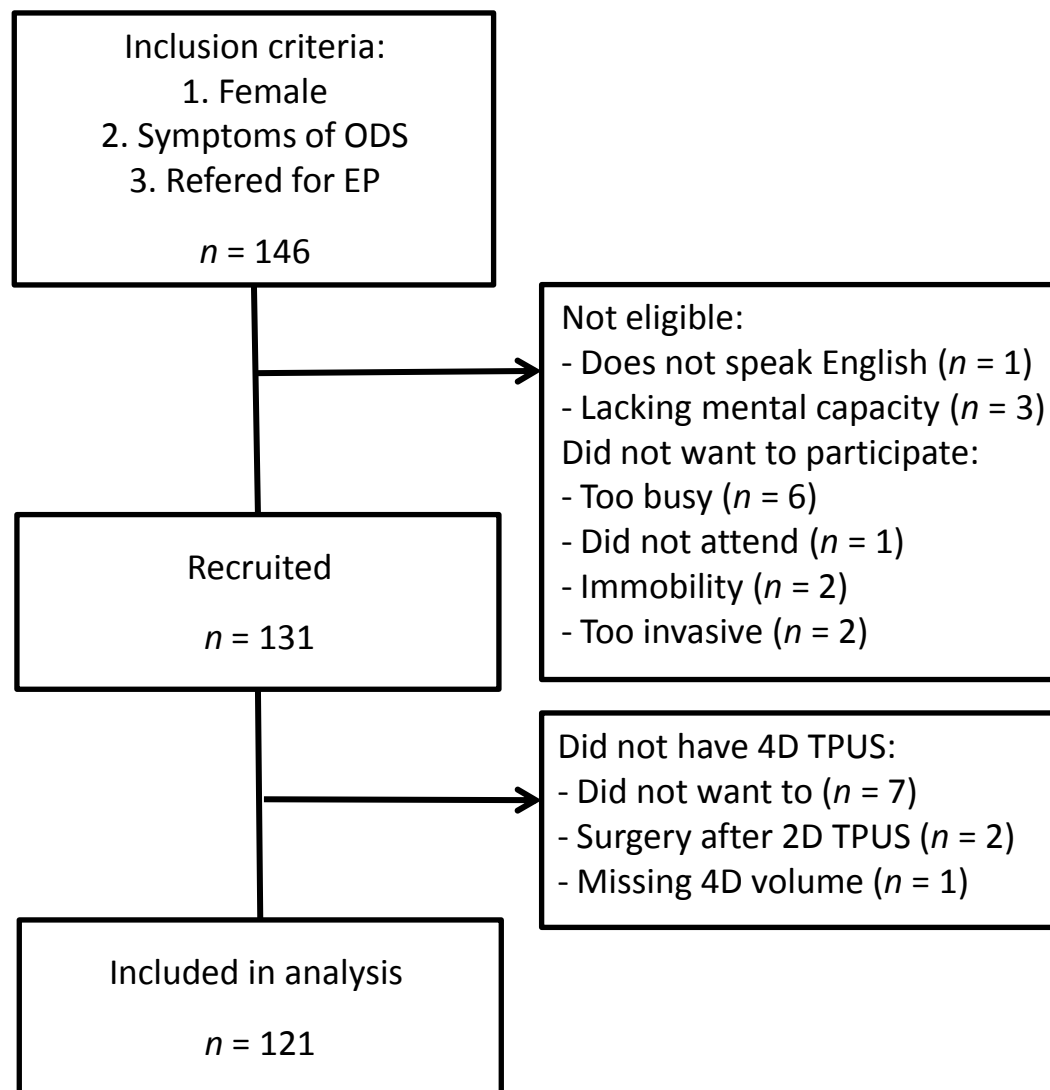 Inclusion criteria:
1. Female
2. Symptoms of ODS
3. Refered for EP
n = 146
Not eligible:
- Does not speak English (n = 1)
- Lacking mental capacity (n = 3)
Did not want to participate:
- Too busy (n = 6)
- Did not attend (n = 1)
- Immobility (n = 2)
- Too invasive (n = 2)
Recruited
n = 131
Did not have 4D TPUS:
- Did not want to (n = 7)
- Surgery after 2D TPUS (n = 2)
- Missing 4D volume (n = 1)
Included in analysis
n = 121